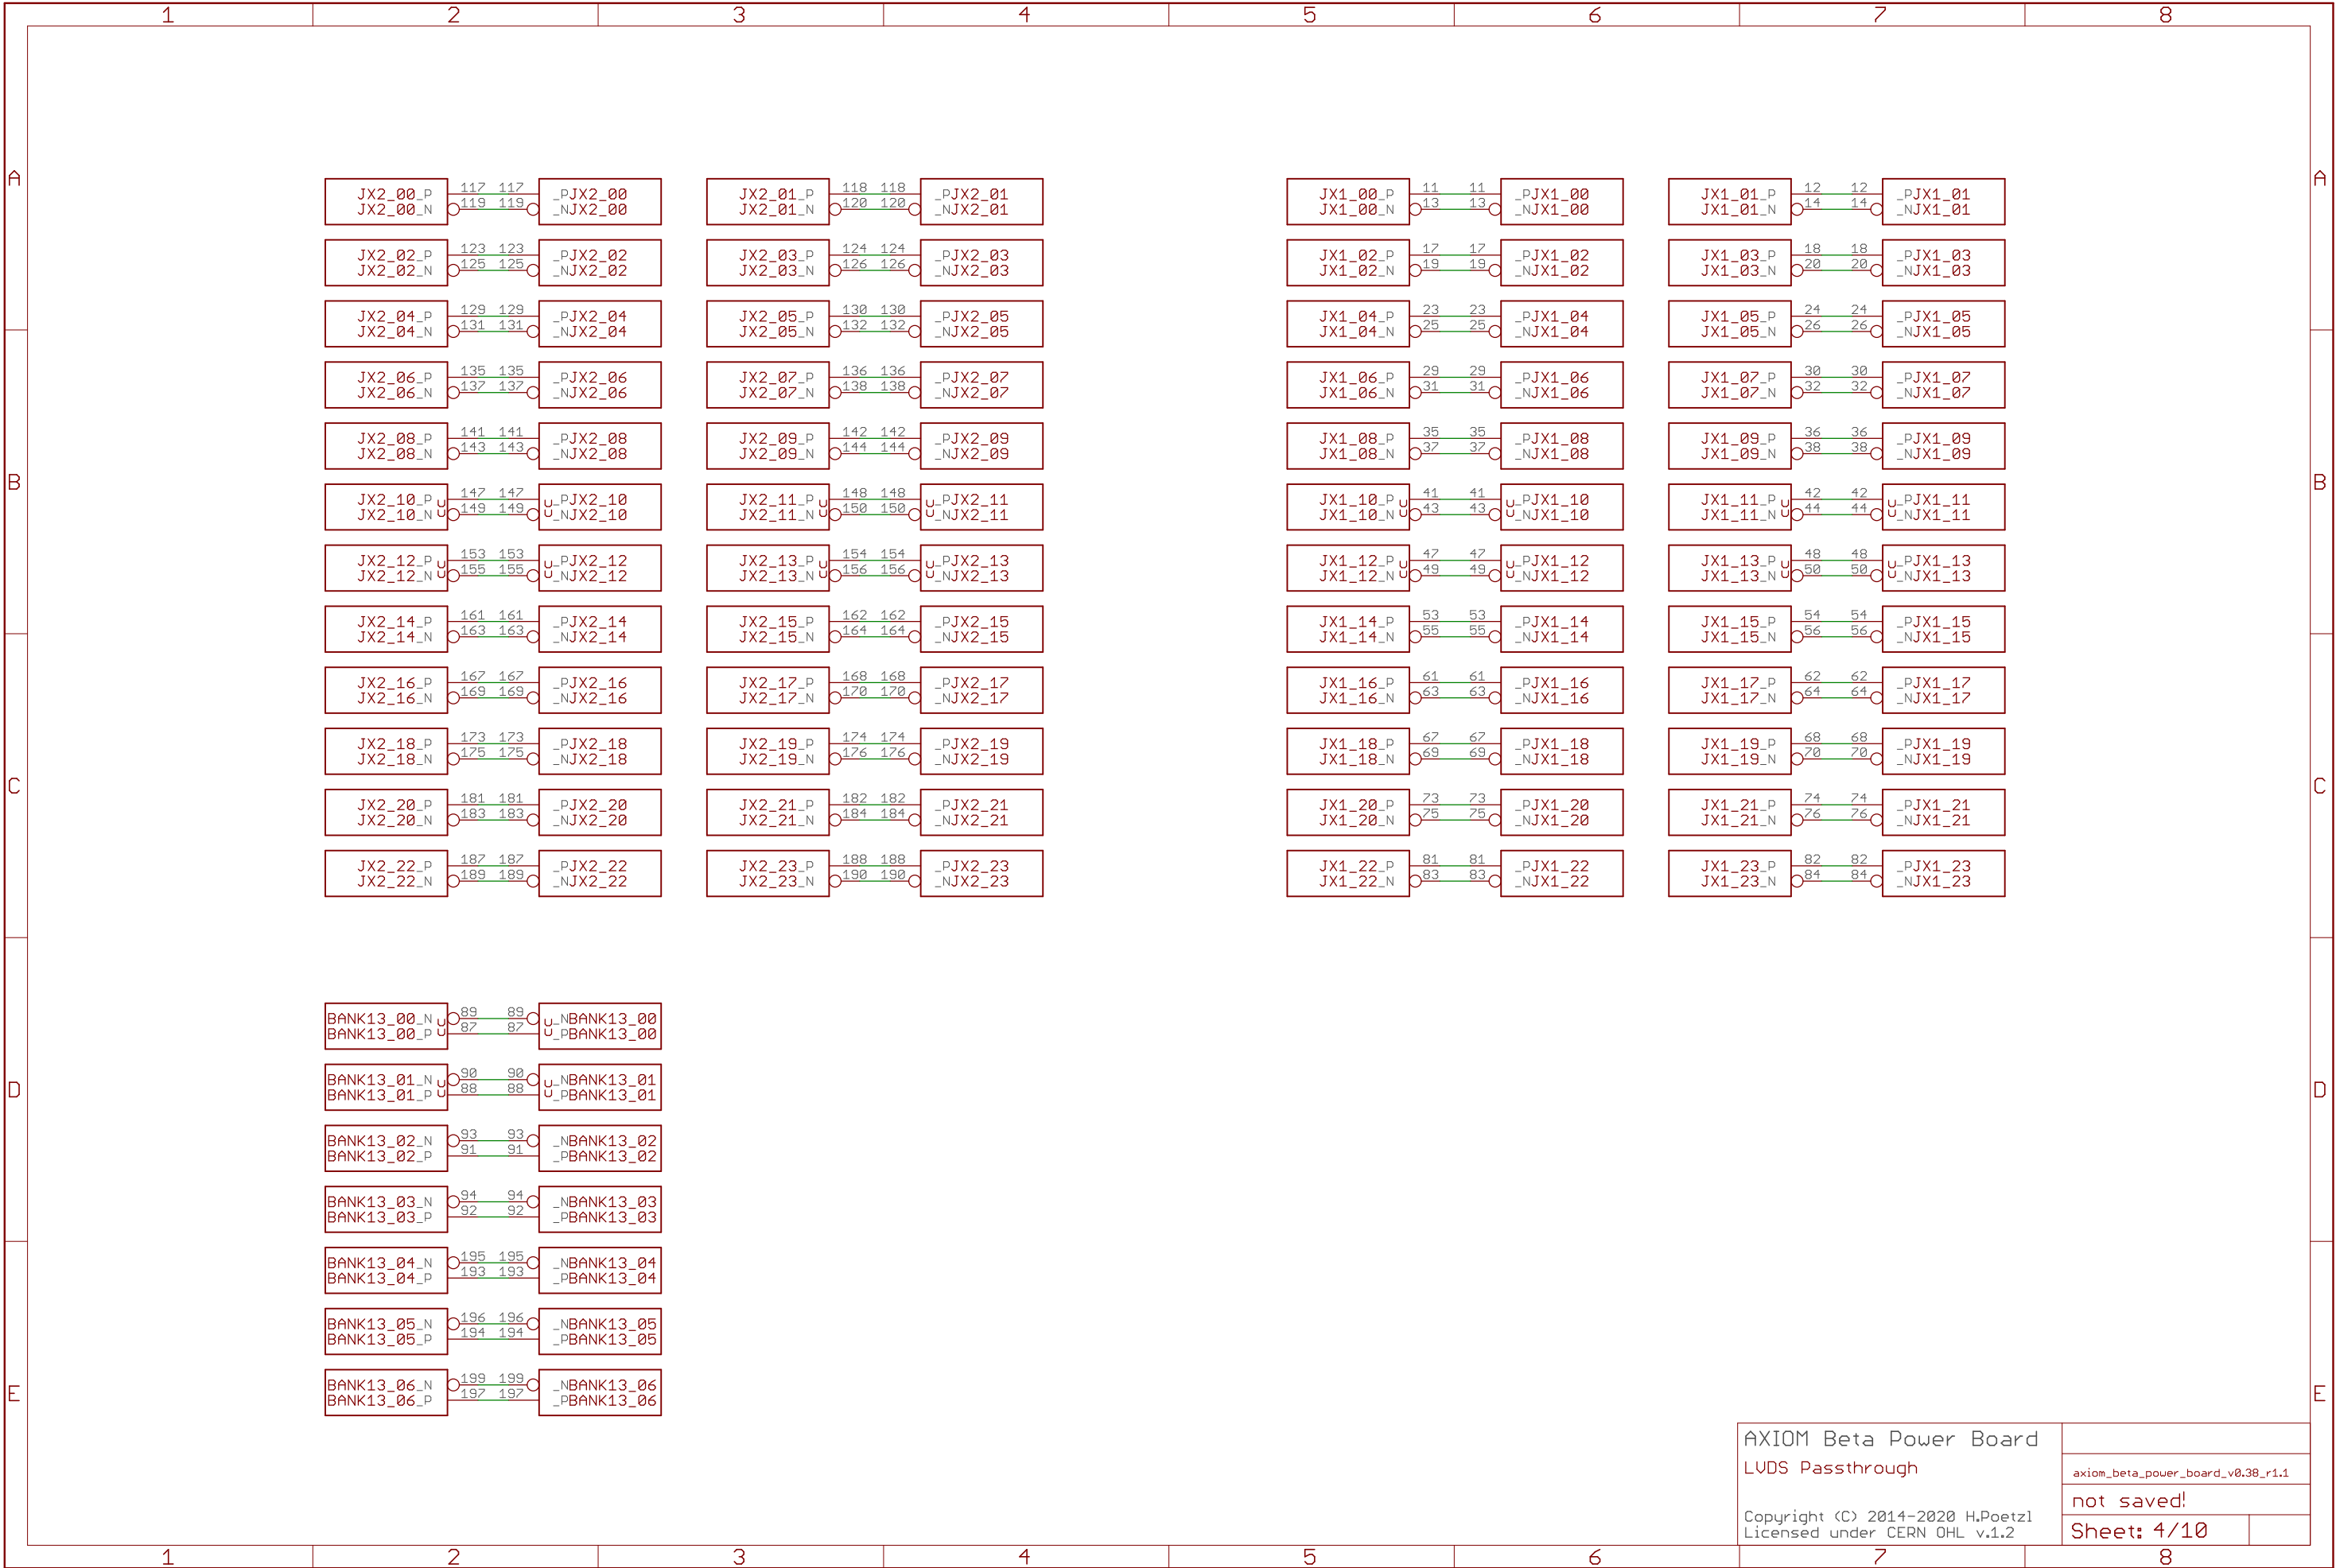 1 2 3 4 5 6 7 8
A A
JX2_00_P 117 117 _PJX2_00 JX2_01_P 118 118 _PJX2_01 JX1_00_P 11 11 _PJX1_00 JX1_01_P 12 12 _PJX1_01
JX2_00_N 119 119 _NJX2_00 JX2_01_N 120 120 _NJX2_01 JX1_00_N 13 13 _NJX1_00 JX1_01_N 14 14 _NJX1_01
JX2_02_P 123 123 _PJX2_02 JX2_03_P 124 124 _PJX2_03 JX1_02_P 17 17 _PJX1_02 JX1_03_P 18 18 _PJX1_03
JX2_02_N 125 125 _NJX2_02 JX2_03_N 126 126 _NJX2_03 JX1_02_N 19 19 _NJX1_02 JX1_03_N 20 20 _NJX1_03
JX2_04_P 129 129 _PJX2_04 JX2_05_P 130 130 _PJX2_05 JX1_04_P 23 23 _PJX1_04 JX1_05_P 24 24 _PJX1_05
JX2_04_N 131 131 _NJX2_04 JX2_05_N 132 132 _NJX2_05 JX1_04_N 25 25 _NJX1_04 JX1_05_N 26 26 _NJX1_05
JX2_06_P 135 135 _PJX2_06 JX2_07_P 136 136 _PJX2_07 JX1_06_P 29 29 _PJX1_06 JX1_07_P 30 30 _PJX1_07
JX2_06_N 137 137 _NJX2_06 JX2_07_N 138 138 _NJX2_07 JX1_06_N 31 31 _NJX1_06 JX1_07_N 32 32 _NJX1_07
JX2_08_P 141 141 _PJX2_08 JX2_09_P 142 142 _PJX2_09 JX1_08_P 35 35 _PJX1_08 JX1_09_P 36 36 _PJX1_09
JX2_08_N 143 143 _NJX2_08 JX2_09_N 144 144 _NJX2_09 JX1_08_N 37 37 _NJX1_08 JX1_09_N 38 38 _NJX1_09
B B
JX2_10_P U 147 147 U _PJX2_10 JX2_11_P U 148 148 U _PJX2_11 JX1_10_P U 41 41 U _PJX1_10 JX1_11_P U 42 42 U _PJX1_11
JX2_10_N U 149 149 U _NJX2_10 JX2_11_N U 150 150 U _NJX2_11 JX1_10_N U 43 43 U _NJX1_10 JX1_11_N U 44 44 U _NJX1_11
JX2_12_P U 153 153 U _PJX2_12 JX2_13_P U 154 154 U _PJX2_13 JX1_12_P U 47 47 U _PJX1_12 JX1_13_P U 48 48 U _PJX1_13
JX2_12_N U 155 155 U _NJX2_12 JX2_13_N U 156 156 U _NJX2_13 JX1_12_N U 49 49 U _NJX1_12 JX1_13_N U 50 50 U _NJX1_13
JX2_14_P 161 161 _PJX2_14 JX2_15_P 162 162 _PJX2_15 JX1_14_P 53 53 _PJX1_14 JX1_15_P 54 54 _PJX1_15
JX2_14_N 163 163 _NJX2_14 JX2_15_N 164 164 _NJX2_15 JX1_14_N 55 55 _NJX1_14 JX1_15_N 56 56 _NJX1_15
JX2_16_P 167 167 _PJX2_16 JX2_17_P 168 168 _PJX2_17 JX1_16_P 61 61 _PJX1_16 JX1_17_P 62 62 _PJX1_17
JX2_16_N 169 169 _NJX2_16 JX2_17_N 170 170 _NJX2_17 JX1_16_N 63 63 _NJX1_16 JX1_17_N 64 64 _NJX1_17
JX2_18_P 173 173 _PJX2_18 JX2_19_P 174 174 _PJX2_19 JX1_18_P 67 67 _PJX1_18 JX1_19_P 68 68 _PJX1_19
JX2_18_N 175 175 _NJX2_18 JX2_19_N 176 176 _NJX2_19 JX1_18_N 69 69 _NJX1_18 JX1_19_N 70 70 _NJX1_19
C C
JX2_20_P 181 181 _PJX2_20 JX2_21_P 182 182 _PJX2_21 JX1_20_P 73 73 _PJX1_20 JX1_21_P 74 74 _PJX1_21
JX2_20_N 183 183 _NJX2_20 JX2_21_N 184 184 _NJX2_21 JX1_20_N 75 75 _NJX1_20 JX1_21_N 76 76 _NJX1_21
JX2_22_P 187 187 _PJX2_22 JX2_23_P 188 188 _PJX2_23 JX1_22_P 81 81 _PJX1_22 JX1_23_P 82 82 _PJX1_23
JX2_22_N 189 189 _NJX2_22 JX2_23_N 190 190 _NJX2_23 JX1_22_N 83 83 _NJX1_22 JX1_23_N 84 84 _NJX1_23
BANK13_00_N U 89 89 U _NBANK13_00
BANK13_00_P U 87 87 U _PBANK13_00
BANK13_01_N U 90 90 U _NBANK13_01
D D
BANK13_01_P U 88 88 U _PBANK13_01
BANK13_02_N 93 93 _NBANK13_02
BANK13_02_P 91 91 _PBANK13_02
BANK13_03_N 94 94 _NBANK13_03
BANK13_03_P 92 92 _PBANK13_03
BANK13_04_N 195 195 _NBANK13_04
BANK13_04_P 193 193 _PBANK13_04
BANK13_05_N 196 196 _NBANK13_05
BANK13_05_P 194 194 _PBANK13_05
BANK13_06_N 199 199 _NBANK13_06
E E
BANK13_06_P 197 197 _PBANK13_06
AXIOM Beta Power Board
LVDS Passthrough
axiom_beta_power_board_v0.38_r1.1
not saved!
Copyright (C) 2014-2020 H.Poetzl
Licensed under CERN OHL v.1.2
Sheet: 4/10
1 2 3 4 5 6 7 8